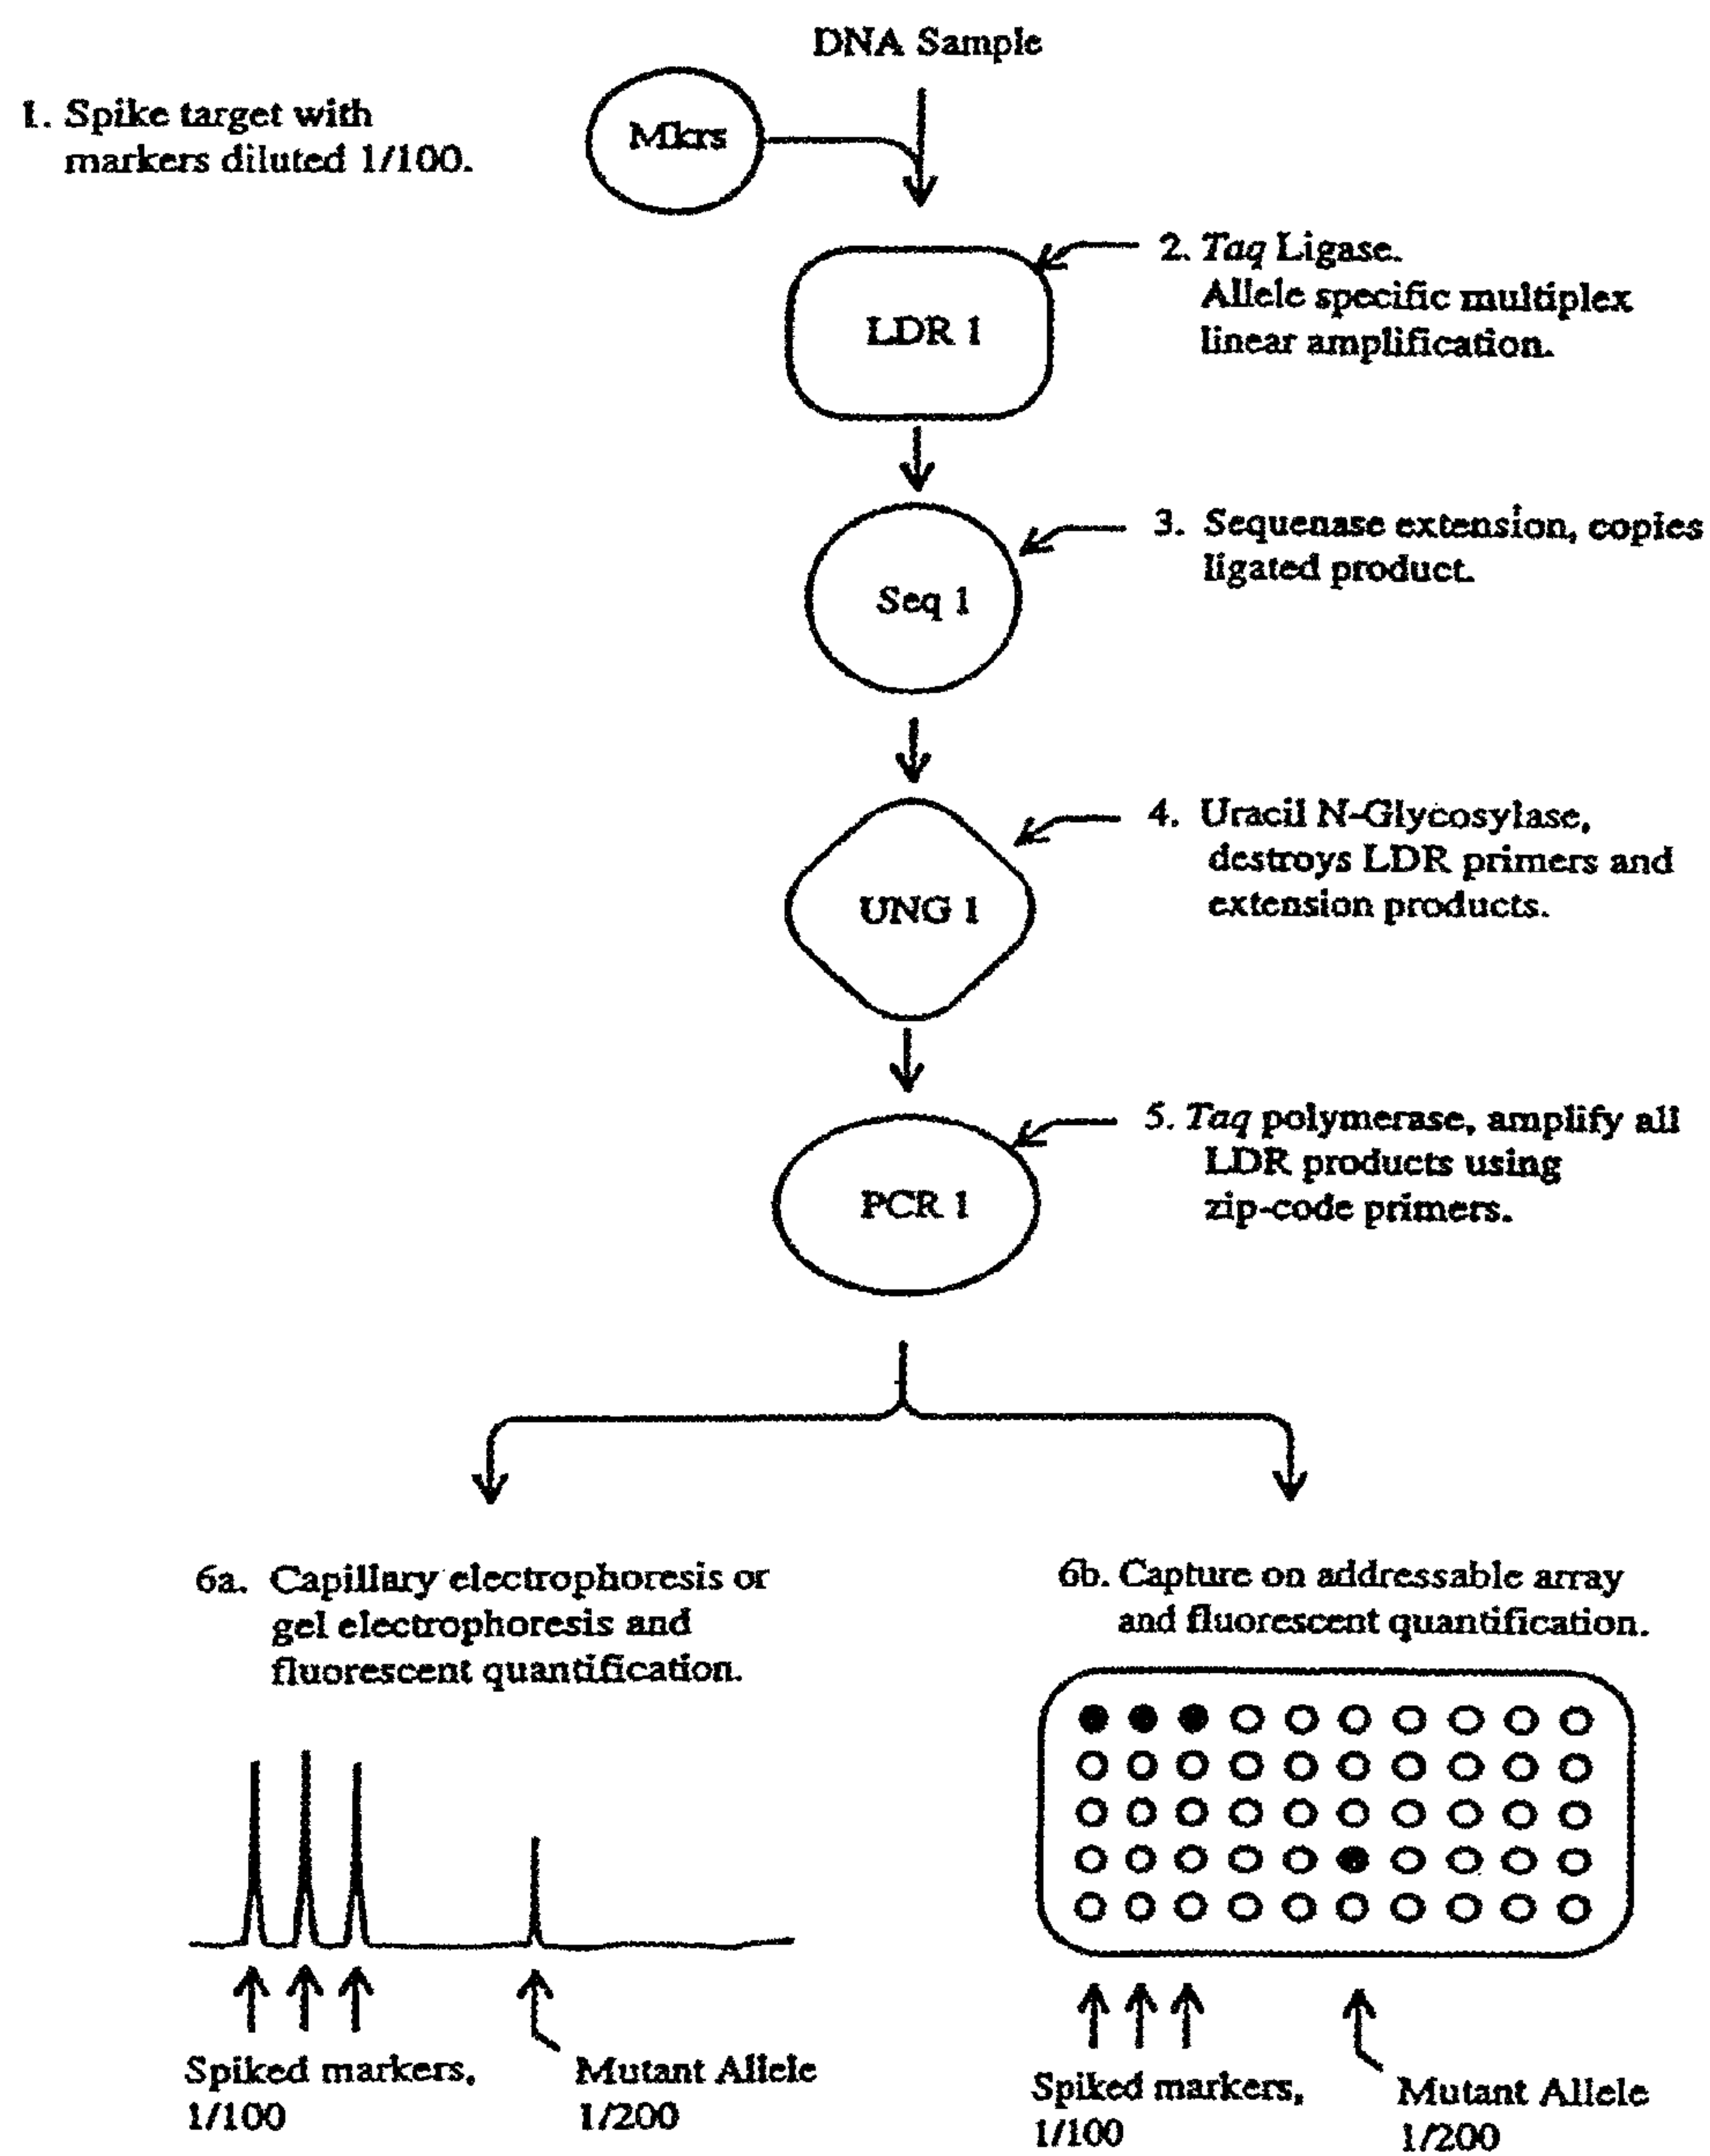 DNA Sample
1. Spike target with
markers diluted 1/100.
Mkrs
2. Taq Ligase.
Allele specific multiplex
linear amplification.
LDR 1
3. Sequenase extension, copies
ligated product.
Seq 1
4. Uracil N-Glycosylase,
destroys LDR primers and
extension products.
UNG 1
5. Taq polymerase, amplify all
LDR products using
zip-code primers.
PCR 1
6a. Capillary electrophoresis or
gel electrophoresis and
fluorescent quantification.
6b. Capture on addressable array
and fluorescent quantification.
Spiked markers,
1/100
Mutant Allele
1/200
Spiked markers,
1/100
Mutant Allele
1/200